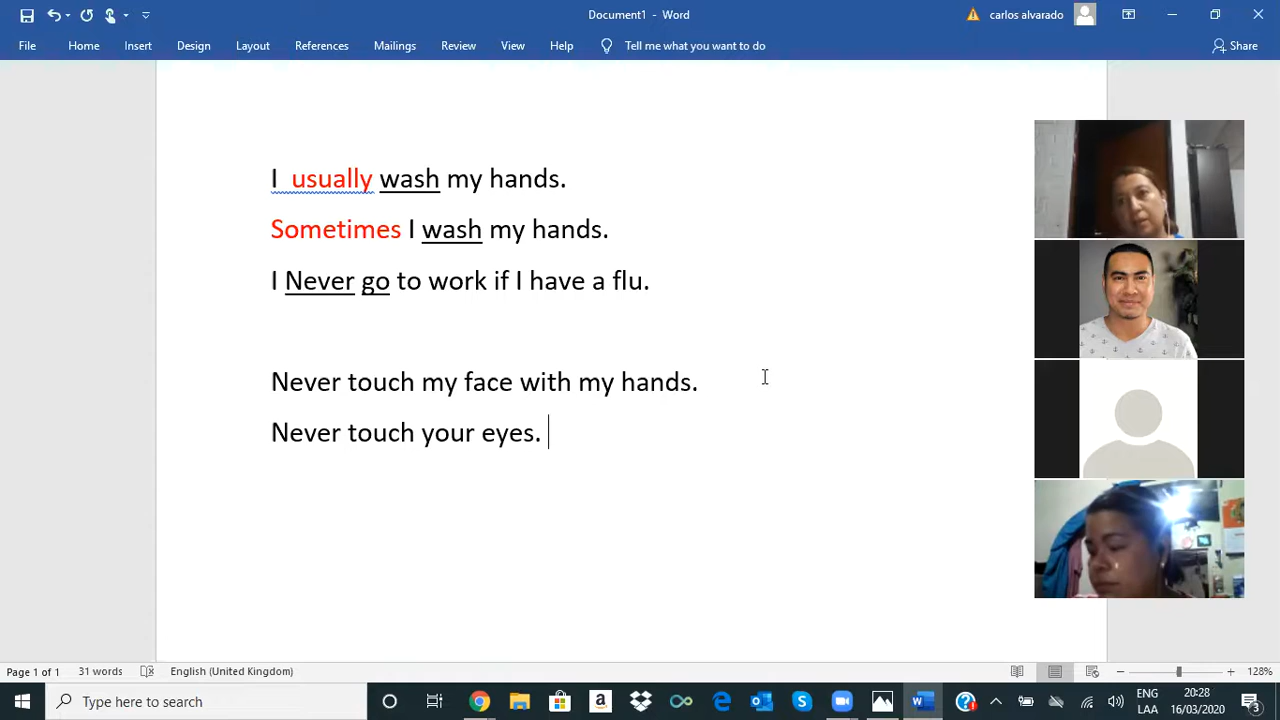 Document1 - Word
carlos alvarado
File Home Insert Design Layout References Mailings Review View Help Tell me what you want to do Share
I usually wash my hands.
Sometimes I wash my hands.
I Never go to work if I have a flu.
Never touch my face with my hands.
Never touch your eyes.
Page 1 of 1 31 words English (United Kingdom) 128%
Type here to search
ENG 20:28
LAA 16/03/2020 3